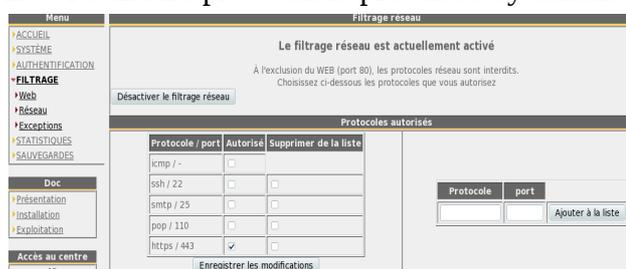 Menu
ACCUEIL
SYSTÈME
AUTHENTIFICATION
FILTRAGE
Web
Réseau
Exceptions
STATISTIQUES
SAUVEGARDES
Doc
Présentation
Installation
Exploitation
Accès au centre
Filtrage réseau
Le filtrage réseau est actuellement activé
À l'exclusion du WEB (port 80), les protocoles réseau sont interdits.
Choisissez ci-dessous les protocoles que vous autorisez
Désactiver le filtrage réseau
Protocoles autorisés
Protocole / port Autorisé Supprimer de la liste
icmp / -
ssh / 22
smtp / 25
pop / 110
https / 443
Enregistrer les modifications
Protocole port
Ajouter à la liste